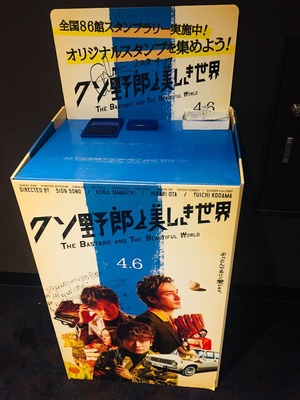 全国86館スタンプラリー実施中!
オリジナルスタンプを集めよう!
クソ野郎と美しき世界
THE BASTARD AND THE BEAUTIFUL WORLD
4.6
DIRECTED BY SION SONO / KENJI YAMAUCHI / HIKARI OTA / YUICHI KODAMA
クソ野郎と美しき世界
THE BASTARD AND THE BEAUTIFUL WORLD
4.6